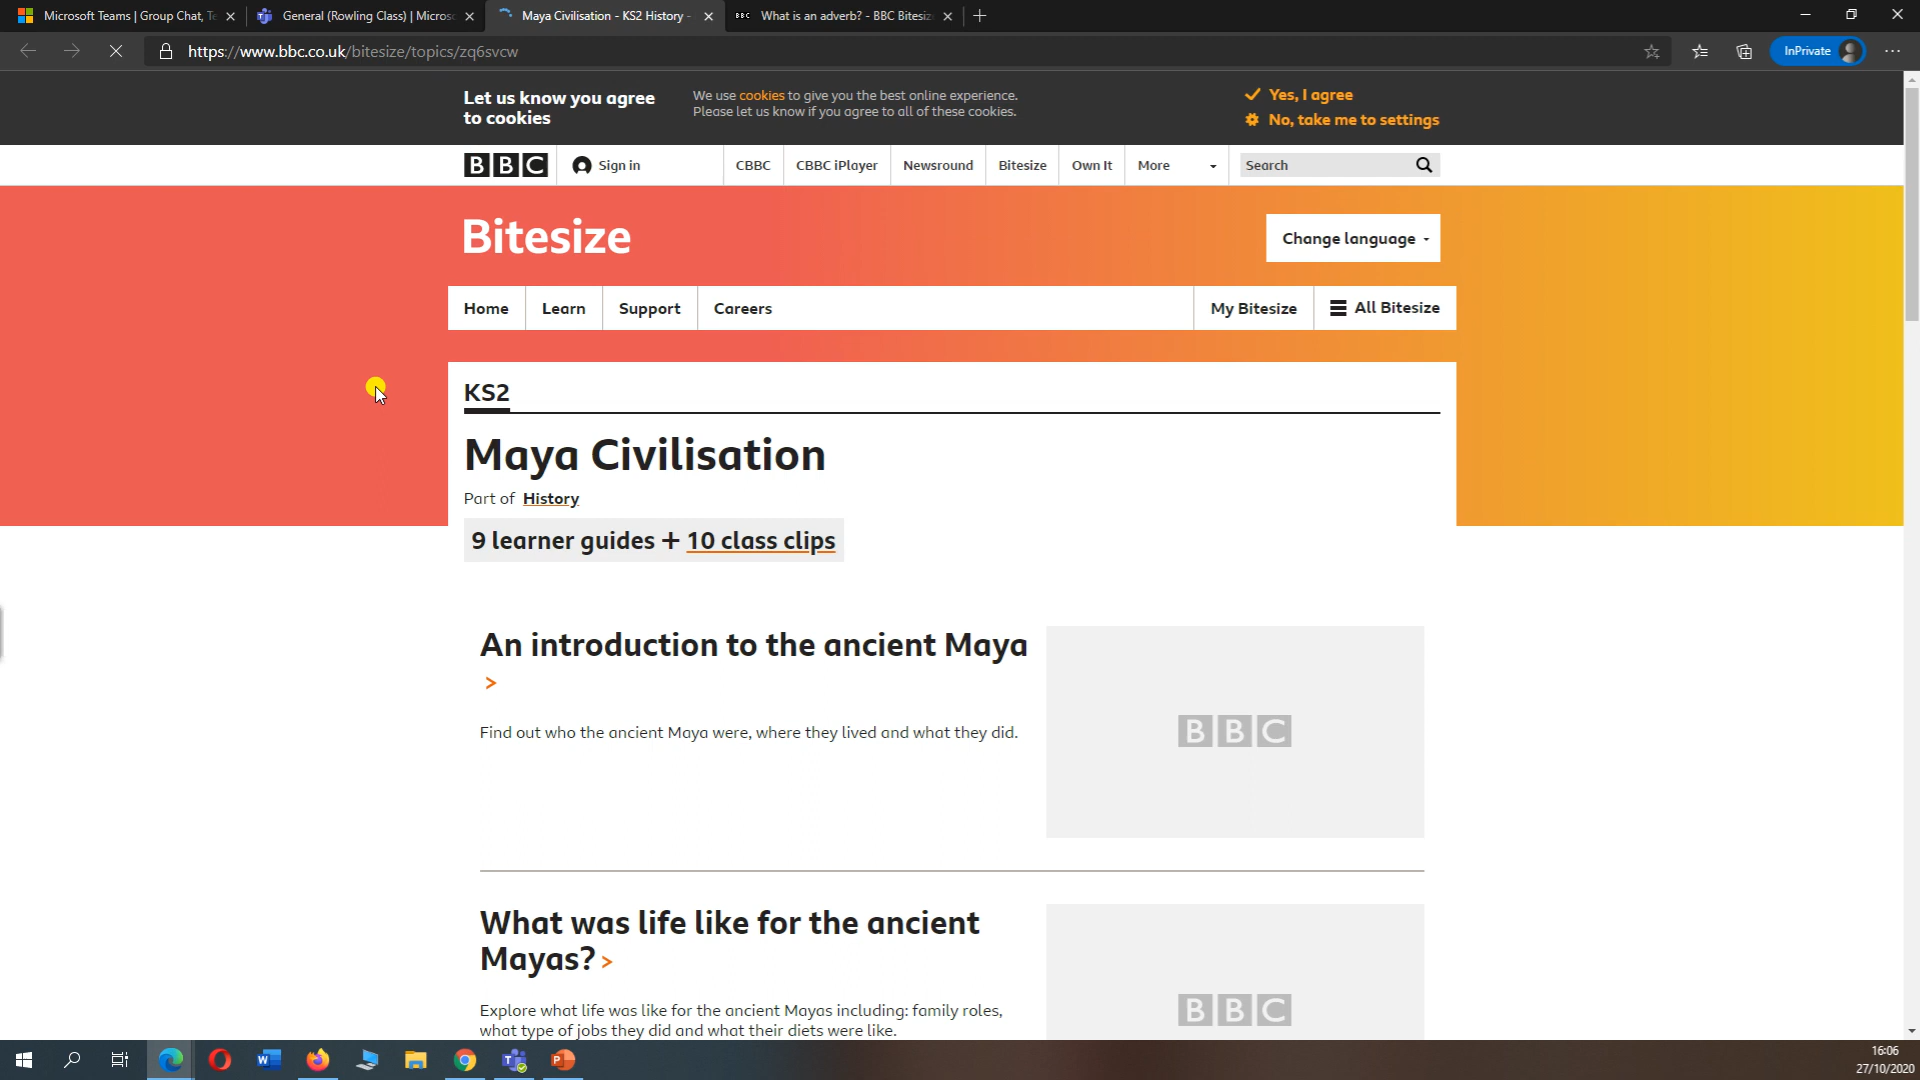 Microsoft Teams | Group Chat, Te
General (Rowling Class) | Micros
Maya Civilisation - KS2 History -
BBC What is an adverb? - BBC Bitesiz
https://www.bbc.co.uk/bitesize/topics/zq6svcw
InPrivate
Let us know you agree
to cookies
We use cookies to give you the best online experience.
Please let us know if you agree to all of these cookies.
Yes, I agree
No, take me to settings
BBC
Sign in
CBBC
CBBC iPlayer
Newsround
Bitesize
Own It
More
Search
Bitesize
Change language
Home
Learn
Support
Careers
My Bitesize
All Bitesize
KS2
Maya Civilisation
Part of History
9 learner guides + 10 class clips
An introduction to the ancient Maya
>
Find out who the ancient Maya were, where they lived and what they did.
BBC
What was life like for the ancient
Mayas? >
Explore what life was like for the ancient Mayas including: family roles,
what type of jobs they did and what their diets were like.
BBC
16:06
27/10/2020